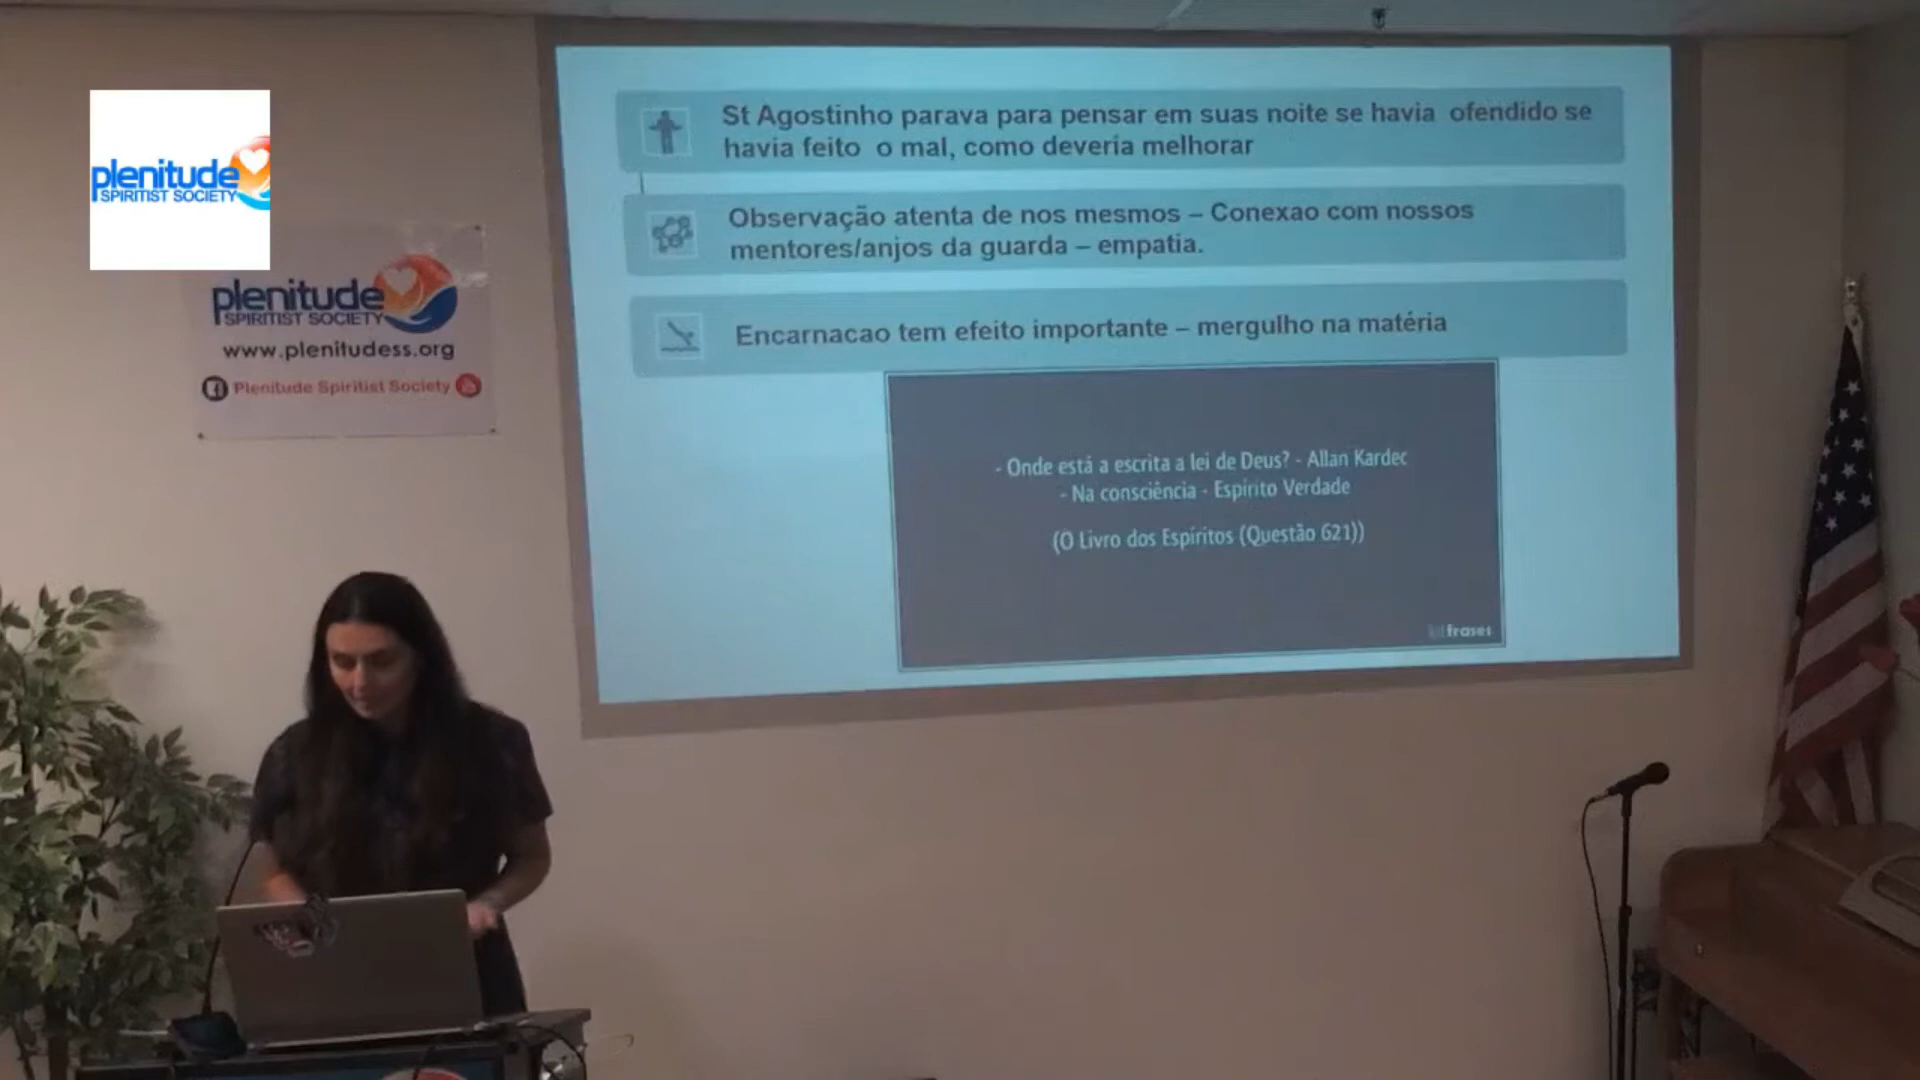 plenitude
SPIRITIST SOCIETY
plenitude
SPIRITIST SOCIETY
www.plenitudess.org
Plenitude Spiritist Society
St Agostinho parava para pensar em suas noite se havia ofendido se
havia feito o mal, como deveria melhorar
Observação atenta de nos mesmos – Conexao com nossos
mentores/anjos da guarda – empatia.
Encarnacao tem efeito importante – mergulho na matéria
- Onde está a escrita a lei de Deus? - Allan Kardec
- Na consciência - Espirito Verdade
(O Livro dos Espíritos (Questão 621))
frases